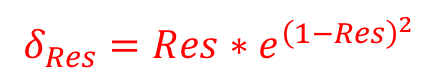 δ_Res = Res * e^(1−Res)^2